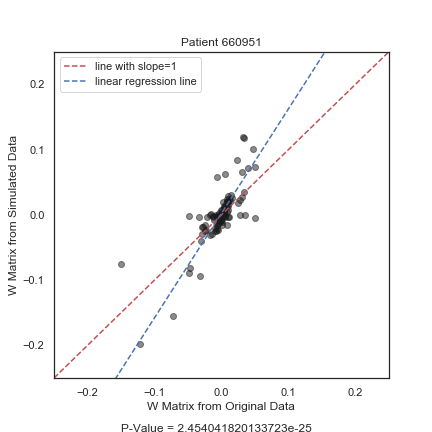 Patient 660951
line with slope=1
linear regression line
W Matrix from Simulated Data
0.2
0.1
0.0
−0.1
−0.2
−0.2
−0.1
0.0
0.1
0.2
W Matrix from Original Data
P-Value = 2.454041820133723e-25